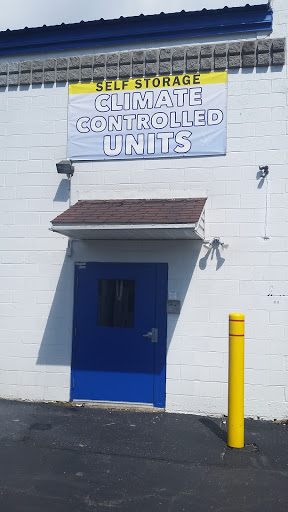 SELF STORAGE
CLIMATE
CONTROLLED
UNITS